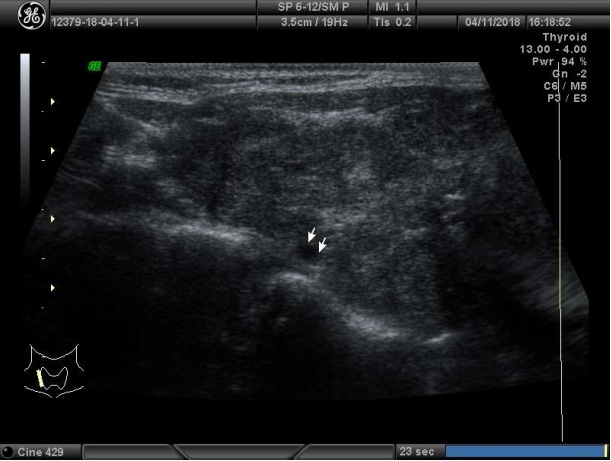 GE
SP 6-12/SM P MI 1.1
12379-18-04-11-1 3.5cm / 19Hz TIs 0.2 04/11/2018 16:18:52
Thyroid
13.00 - 4.00
Pwr 94 %
Gn -2
C6 / M5
P3 / E3
GE
Cine 429 23 sec